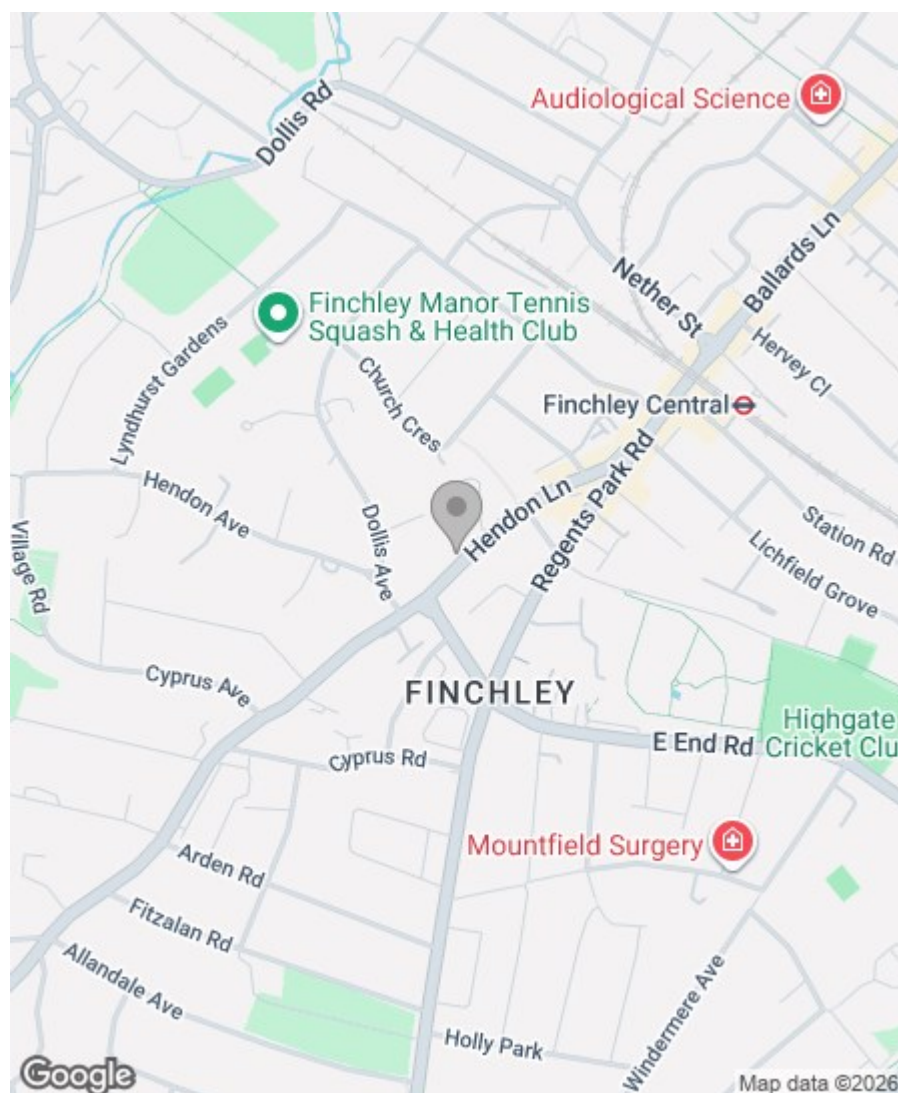 Audiological Science
Dollis Rd
Ballards Ln
Nether St
Finchley Manor Tennis
Squash & Health Club
Hervey Cl
Lyndhurst Gardens
Church Cres
Finchley Central
Hendon Ln
Regents Park Rd
Hendon Ave
Dollis Ave
Station Rd
Lichfield Grove
Village Rd
Cyprus Ave
FINCHLEY
Highgate
Cricket Clu
E End Rd
Cyprus Rd
Mountfield Surgery
Arden Rd
Fitzalan Rd
Allandale Ave
Windermere Ave
Holly Park
Google
Map data ©2026